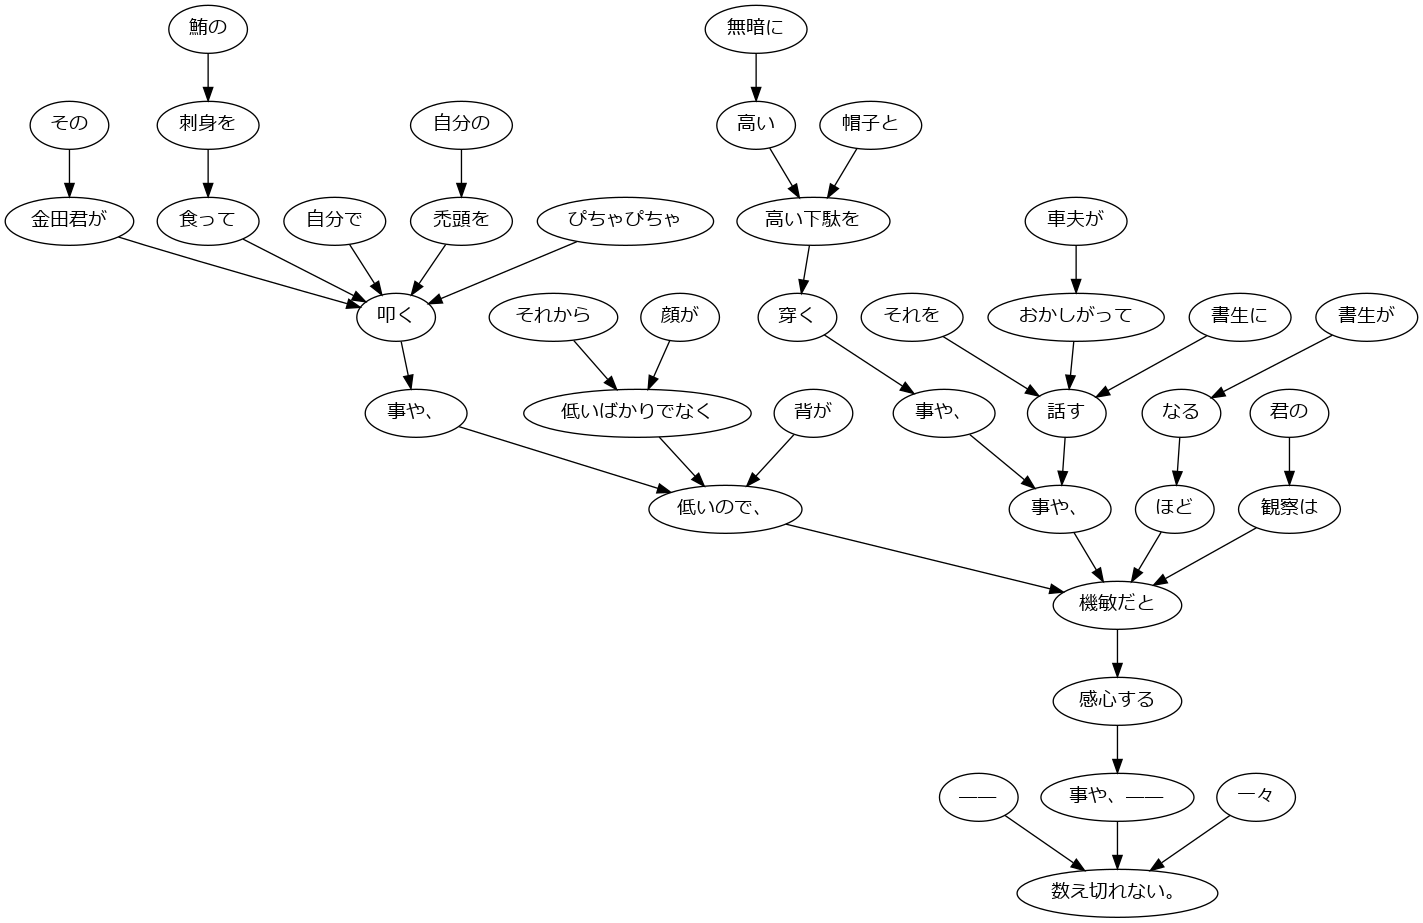 鮪の
無暗に
その
刺身を
自分の
高い
帽子と
金田君が
食って
自分で
禿頭を
ぴちゃぴちゃ
高い下駄を
車夫が
叩く
それから
顔が
穿く
それを
おかしがって
書生に
書生が
事や、
低いばかりでなく
背が
事や、
話す
なる
君の
低いので、
事や、
ほど
観察は
機敏だと
感心する
――
事や、――
一々
数え切れない。